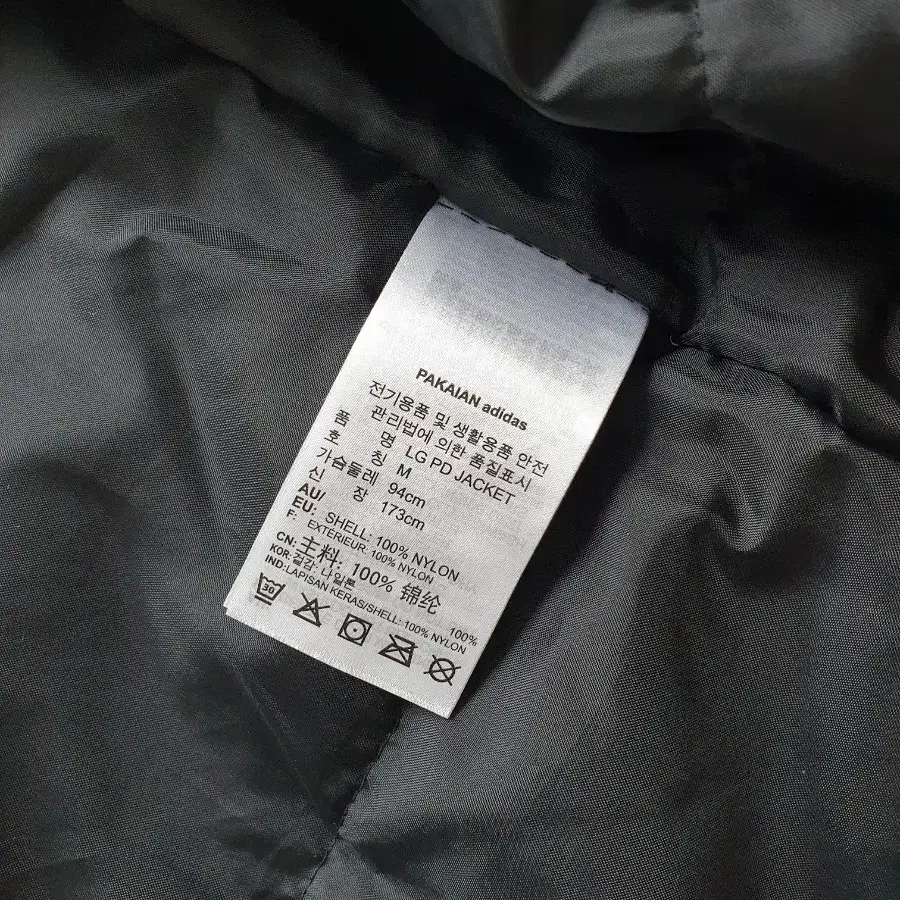 PAKAIAN adidas
전기용품 및 생활용품 안전
관리법에 의한 품질표시
품 명 LG PD JACKET
호 칭 M
가슴둘레 94cm
신 장 173cm
AU/
EU: SHELL: 100% NYLON
F: EXTÉRIEUR: 100% NYLON
CN: 主料: 100% 锦纶
KOR: 겉감: 나일론 100%
IND:LAPISAN KERAS/SHELL: 100% NYLON
30